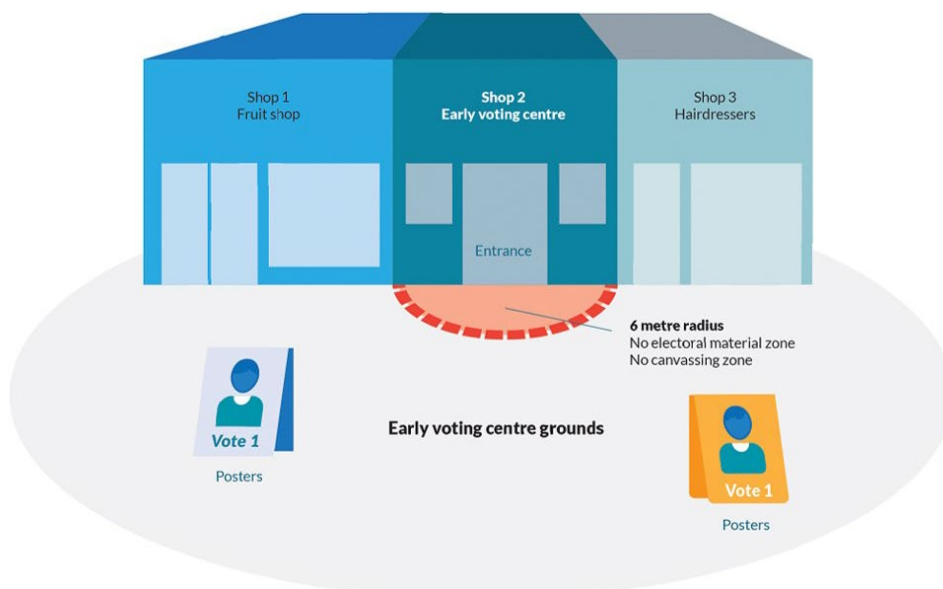 Shop 1
Fruit shop
Shop 2
Early voting centre
Shop 3
Hairdressers
Entrance
6 metre radius
No electoral material zone
No canvassing zone
Early voting centre grounds
Vote 1
Posters
Vote 1
Posters